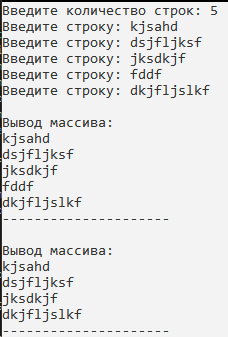 Введите количество строк: 5
Введите строку: kjsahd
Введите строку: dsjfljksf
Введите строку: jksdkjf
Введите строку: fddf
Введите строку: dkjfljslkf
Вывод массива:
kjsahd
dsjfljksf
jksdkjf
fddf
dkjfljslkf
---------------------
Вывод массива:
kjsahd
dsjfljksf
jksdkjf
dkjfljslkf
---------------------